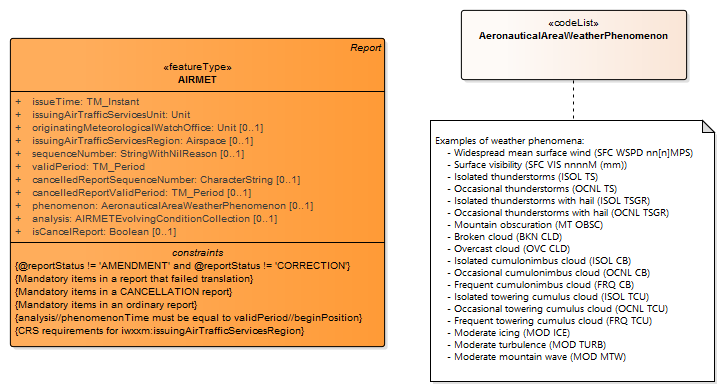 Report
«featureType»
AIRMET
+ issueTime: TM_Instant
+ issuingAirTrafficServicesUnit: Unit
+ originatingMeteorologicalWatchOffice: Unit [0..1]
+ issuingAirTrafficServicesRegion: Airspace [0..1]
+ sequenceNumber: StringWithNilReason [0..1]
+ validPeriod: TM_Period
+ cancelledReportSequenceNumber: CharacterString [0..1]
+ cancelledReportValidPeriod: TM_Period [0..1]
+ phenomenon: AeronauticalAreaWeatherPhenomenon [0..1]
+ analysis: AIRMETEvolvingConditionCollection [0..1]
+ isCancelReport: Boolean [0..1]
constraints
{@reportStatus != 'AMENDMENT' and @reportStatus != 'CORRECTION'}
{Mandatory items in a report that failed translation}
{Mandatory items in a CANCELLATION report}
{Mandatory items in an ordinary report}
{analysis//phenomenonTime must be equal to validPeriod//beginPosition}
{CRS requirements for iwxxm:issuingAirTrafficServicesRegion}
«codeList»
AeronauticalAreaWeatherPhenomenon
Examples of weather phenomena:
- Widespread mean surface wind (SFC WSPD nn[n]MPS)
- Surface visibility (SFC VIS nnnnM (mm))
- Isolated thunderstorms (ISOL TS)
- Occasional thunderstorms (OCNL TS)
- Isolated thunderstorms with hail (ISOL TSGR)
- Occasional thunderstorms with hail (OCNL TSGR)
- Mountain obscuration (MT OBSC)
- Broken cloud (BKN CLD)
- Overcast cloud (OVC CLD)
- Isolated cumulonimbus cloud (ISOL CB)
- Occasional cumulonimbus cloud (OCNL CB)
- Frequent cumulonimbus cloud (FRQ CB)
- Isolated towering cumulus cloud (ISOL TCU)
- Occasional towering cumulus cloud (OCNL TCU)
- Frequent towering cumulus cloud (FRQ TCU)
- Moderate icing (MOD ICE)
- Moderate turbulence (MOD TURB)
- Moderate mountain wave (MOD MTW)